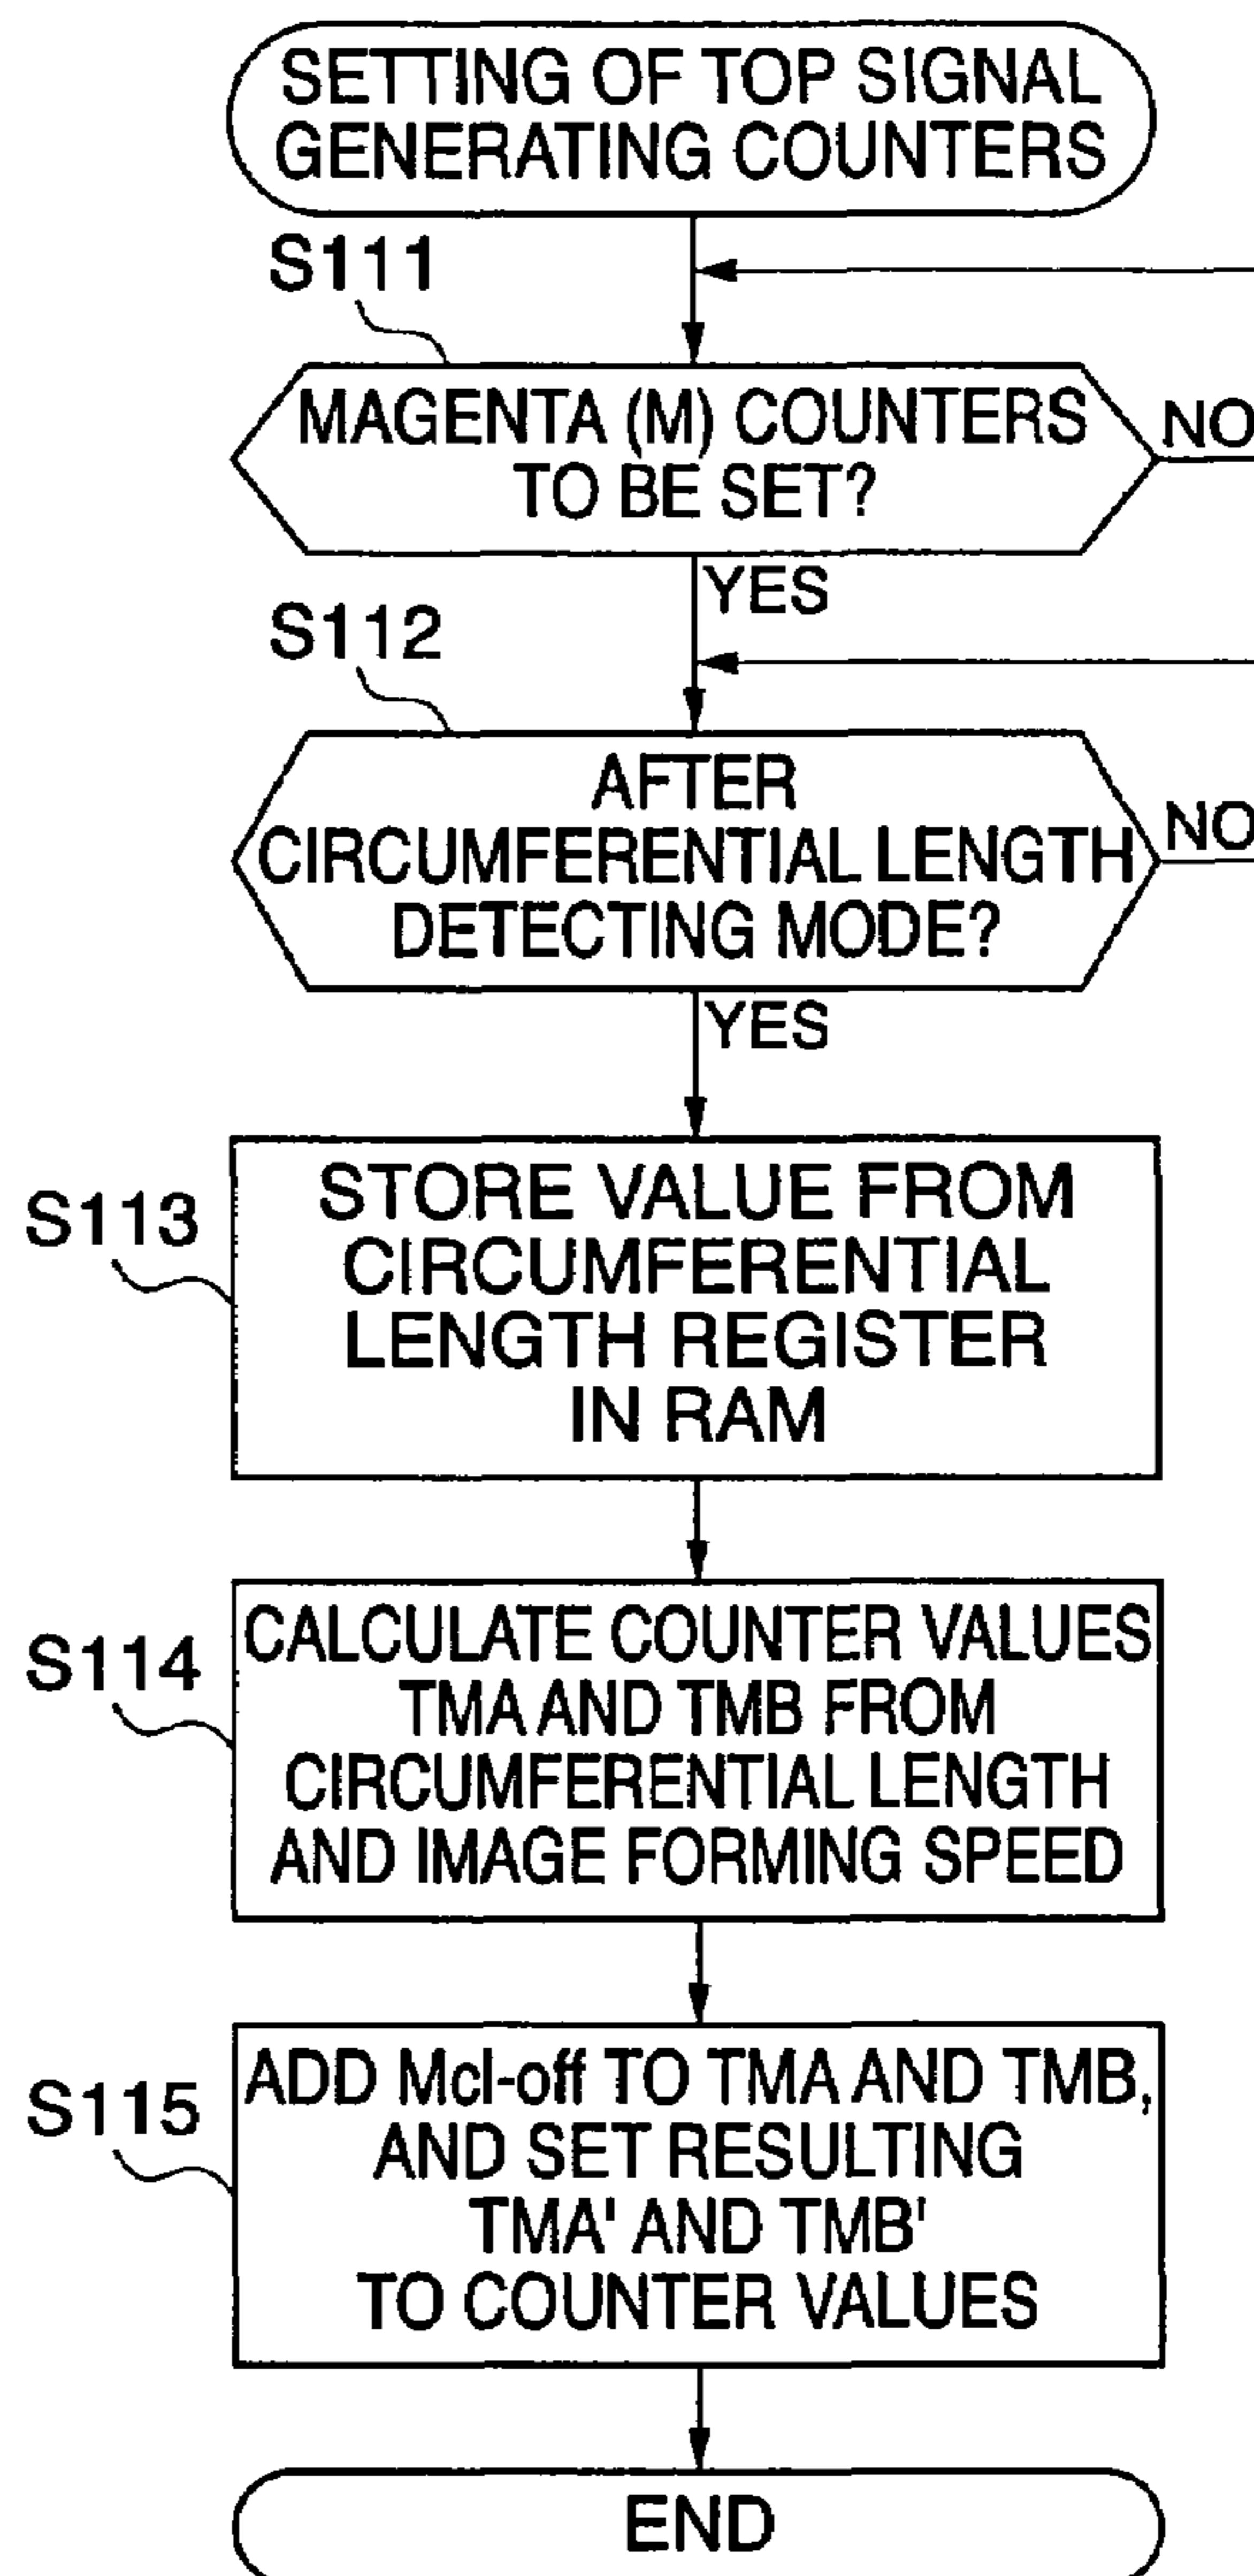 SETTING OF TOP SIGNAL
GENERATING COUNTERS
S111
MAGENTA (M) COUNTERS
TO BE SET?
NO
YES
S112
AFTER
CIRCUMFERENTIAL LENGTH
DETECTING MODE?
NO
YES
S113
STORE VALUE FROM
CIRCUMFERENTIAL
LENGTH REGISTER
IN RAM
S114
CALCULATE COUNTER VALUES
TMA AND TMB FROM
CIRCUMFERENTIAL LENGTH
AND IMAGE FORMING SPEED
S115
ADD Mcl-off TO TMA AND TMB,
AND SET RESULTING
TMA' AND TMB'
TO COUNTER VALUES
END